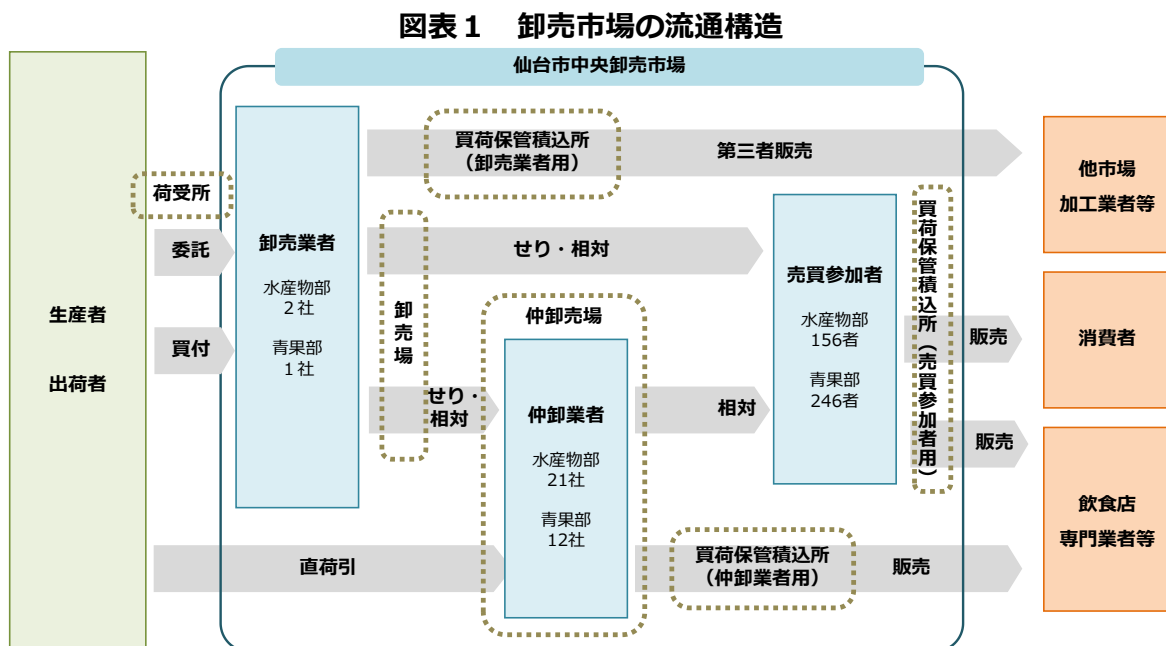 図表１　卸売市場の流通構造
仙台市中央卸売市場
生産者
出荷者
荷受所
委託
買付
卸売業者
水産物部
２社
青果部
１社
買荷保管積込所
（卸売業者用）
第三者販売
せり・相対
卸売場
せり・
相対
仲卸売場
仲卸業者
水産物部
21社
青果部
12社
直荷引
相対
売買参加者
水産物部
156者
青果部
246者
買荷保管積込所（売買参加者用）
買荷保管積込所
（仲卸業者用）
販売
販売
販売
他市場
加工業者等
消費者
飲食店
専門業者等